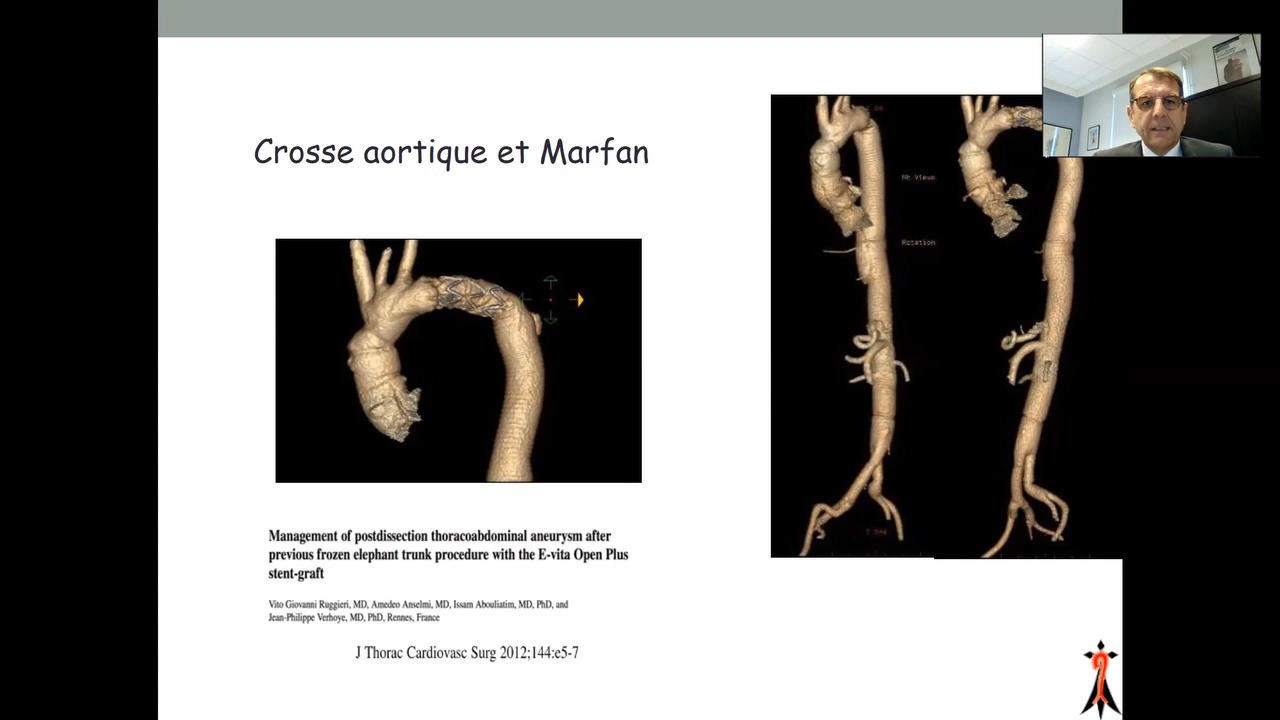 Crosse aortique et Marfan
Nb Views
Rotation
Management of postdissection thoracoabdominal aneurysm after
previous frozen elephant trunk procedure with the E-vita Open Plus
stent-graft
Vito Giovanni Ruggieri, MD, Amedeo Anselmi, MD, Issam Abouliatim, MD, PhD, and
Jean-Philippe Verhoye, MD, PhD, Rennes, France
J Thorac Cardiovasc Surg 2012;144:e5-7